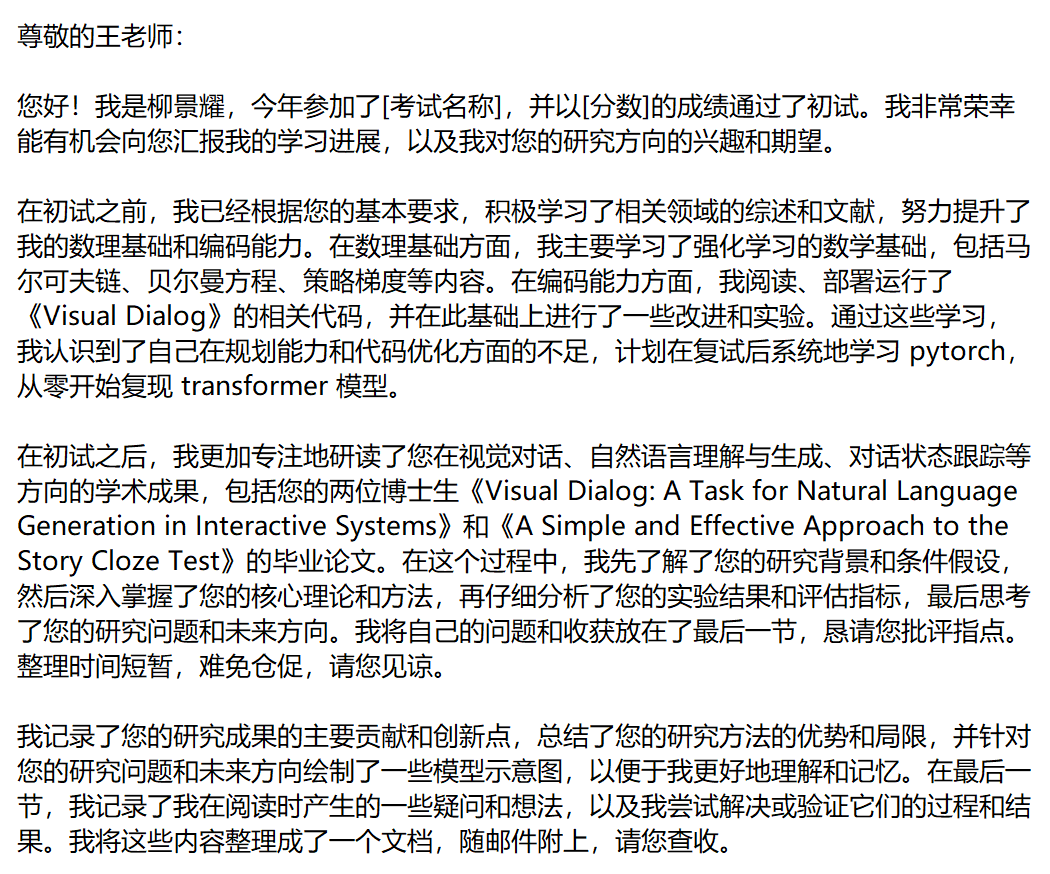 尊敬的王老师：
您好！我是柳景耀，今年参加了[考试名称]，并以[分数]的成绩通过了初试。我非常荣幸
能有机会向您汇报我的学习进展，以及我对您的研究方向的兴趣和期望。
在初试之前，我已经根据您的基本要求，积极学习了相关领域的综述和文献，努力提升了
我的数理基础和编码能力。在数理基础方面，我主要学习了强化学习的数学基础，包括马
尔可夫链、贝尔曼方程、策略梯度等内容。在编码能力方面，我阅读、部署运行了
《Visual Dialog》的相关代码，并在此基础上进行了一些改进和实验。通过这些学习，
我认识到了自己在规划能力和代码优化方面的不足，计划在复试后系统地学习 pytorch，
从零开始复现 transformer 模型。
在初试之后，我更加专注地研读了您在视觉对话、自然语言理解与生成、对话状态跟踪等
方向的学术成果，包括您的两位博士生《Visual Dialog: A Task for Natural Language
Generation in Interactive Systems》和《A Simple and Effective Approach to the
Story Cloze Test》的毕业论文。在这个过程中，我先了解了您的研究背景和条件假设，
然后深入掌握了您的核心理论和方法，再仔细分析了您的实验结果和评估指标，最后思考
了您的研究问题和未来方向。我将自己的问题和收获放在了最后一节，恳请您批评指点。
整理时间短暂，难免仓促，请您见谅。
我记录了您的研究成果的主要贡献和创新点，总结了您的研究方法的优势和局限，并针对
您的研究问题和未来方向绘制了一些模型示意图，以便于我更好地理解和记忆。在最后一
节，我记录了我在阅读时产生的一些疑问和想法，以及我尝试解决或验证它们的过程和结
果。我将这些内容整理成了一个文档，随邮件附上，请您查收。